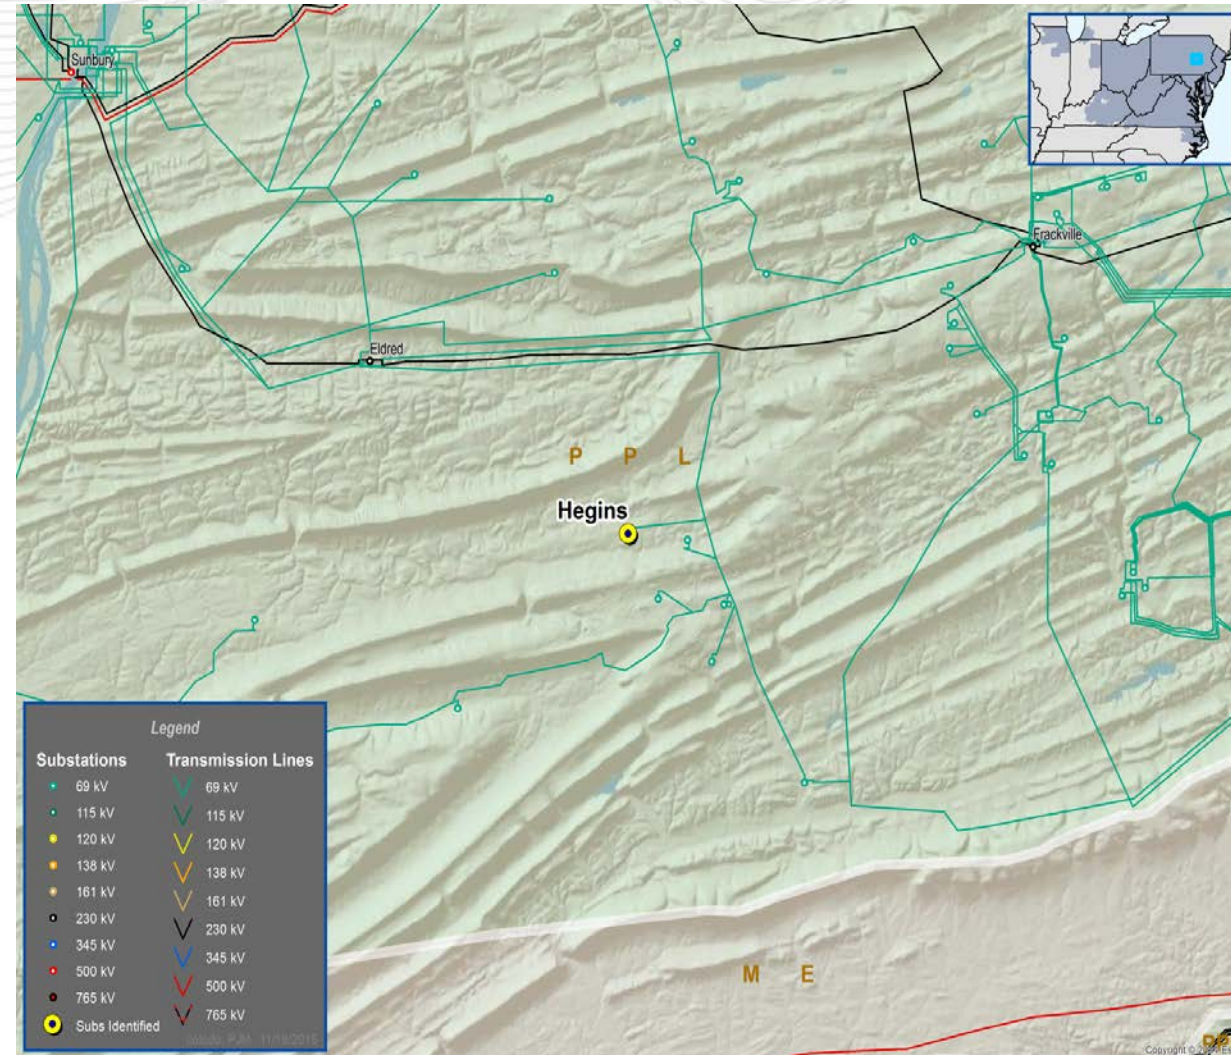 Sunbury
Frackville
Eldred
P P L
Hegins
Legend
Substations
69 kV
115 kV
120 kV
138 kV
161 kV
230 kV
345 kV
500 kV
765 kV
Subs Identified
Transmission Lines
69 kV
115 kV
120 kV
138 kV
161 kV
230 kV
345 kV
500 kV
765 kV
M E
Copyright ©